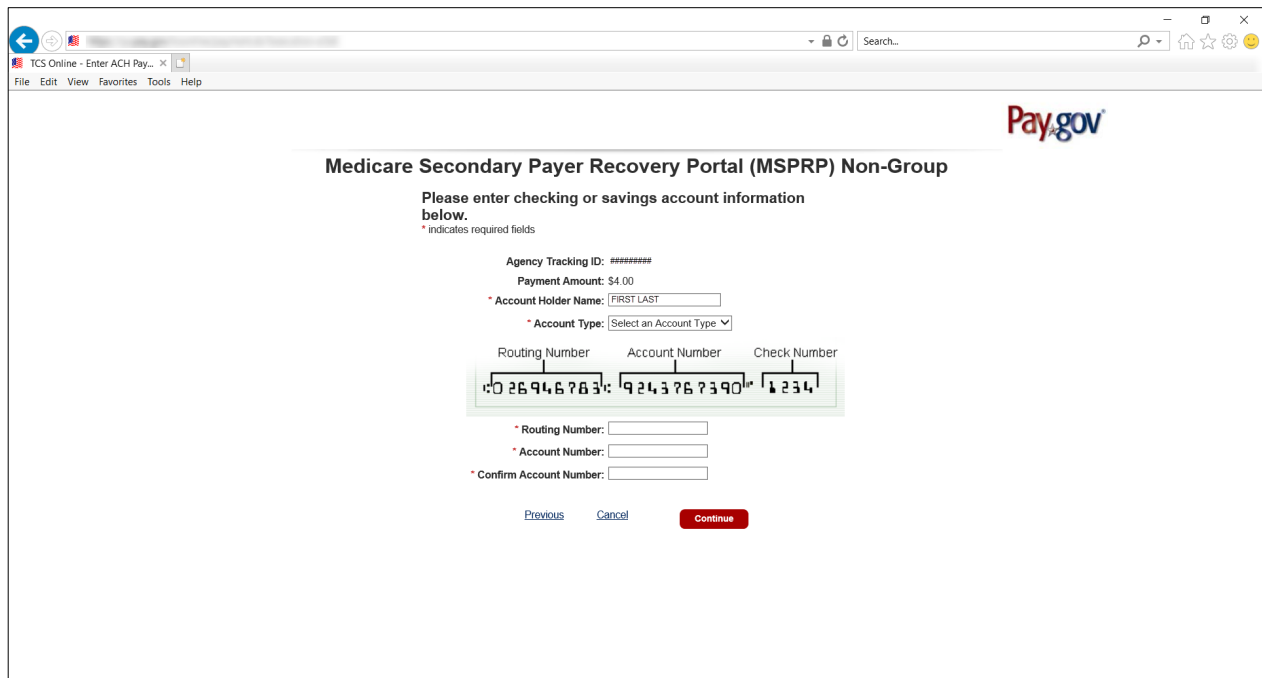 Search...
TCS Online - Enter ACH Pay...
File Edit View Favorites Tools Help
Pay.gov
Medicare Secondary Payer Recovery Portal (MSPRP) Non-Group
Please enter checking or savings account information
below.
* indicates required fields
Agency Tracking ID: #########
Payment Amount: $4.00
* Account Holder Name: FIRST LAST
* Account Type: Select an Account Type
Routing Number Account Number Check Number
⑆026946783⑆ 9243767390⑈ 1234
* Routing Number:
* Account Number:
* Confirm Account Number:
Previous Cancel Continue